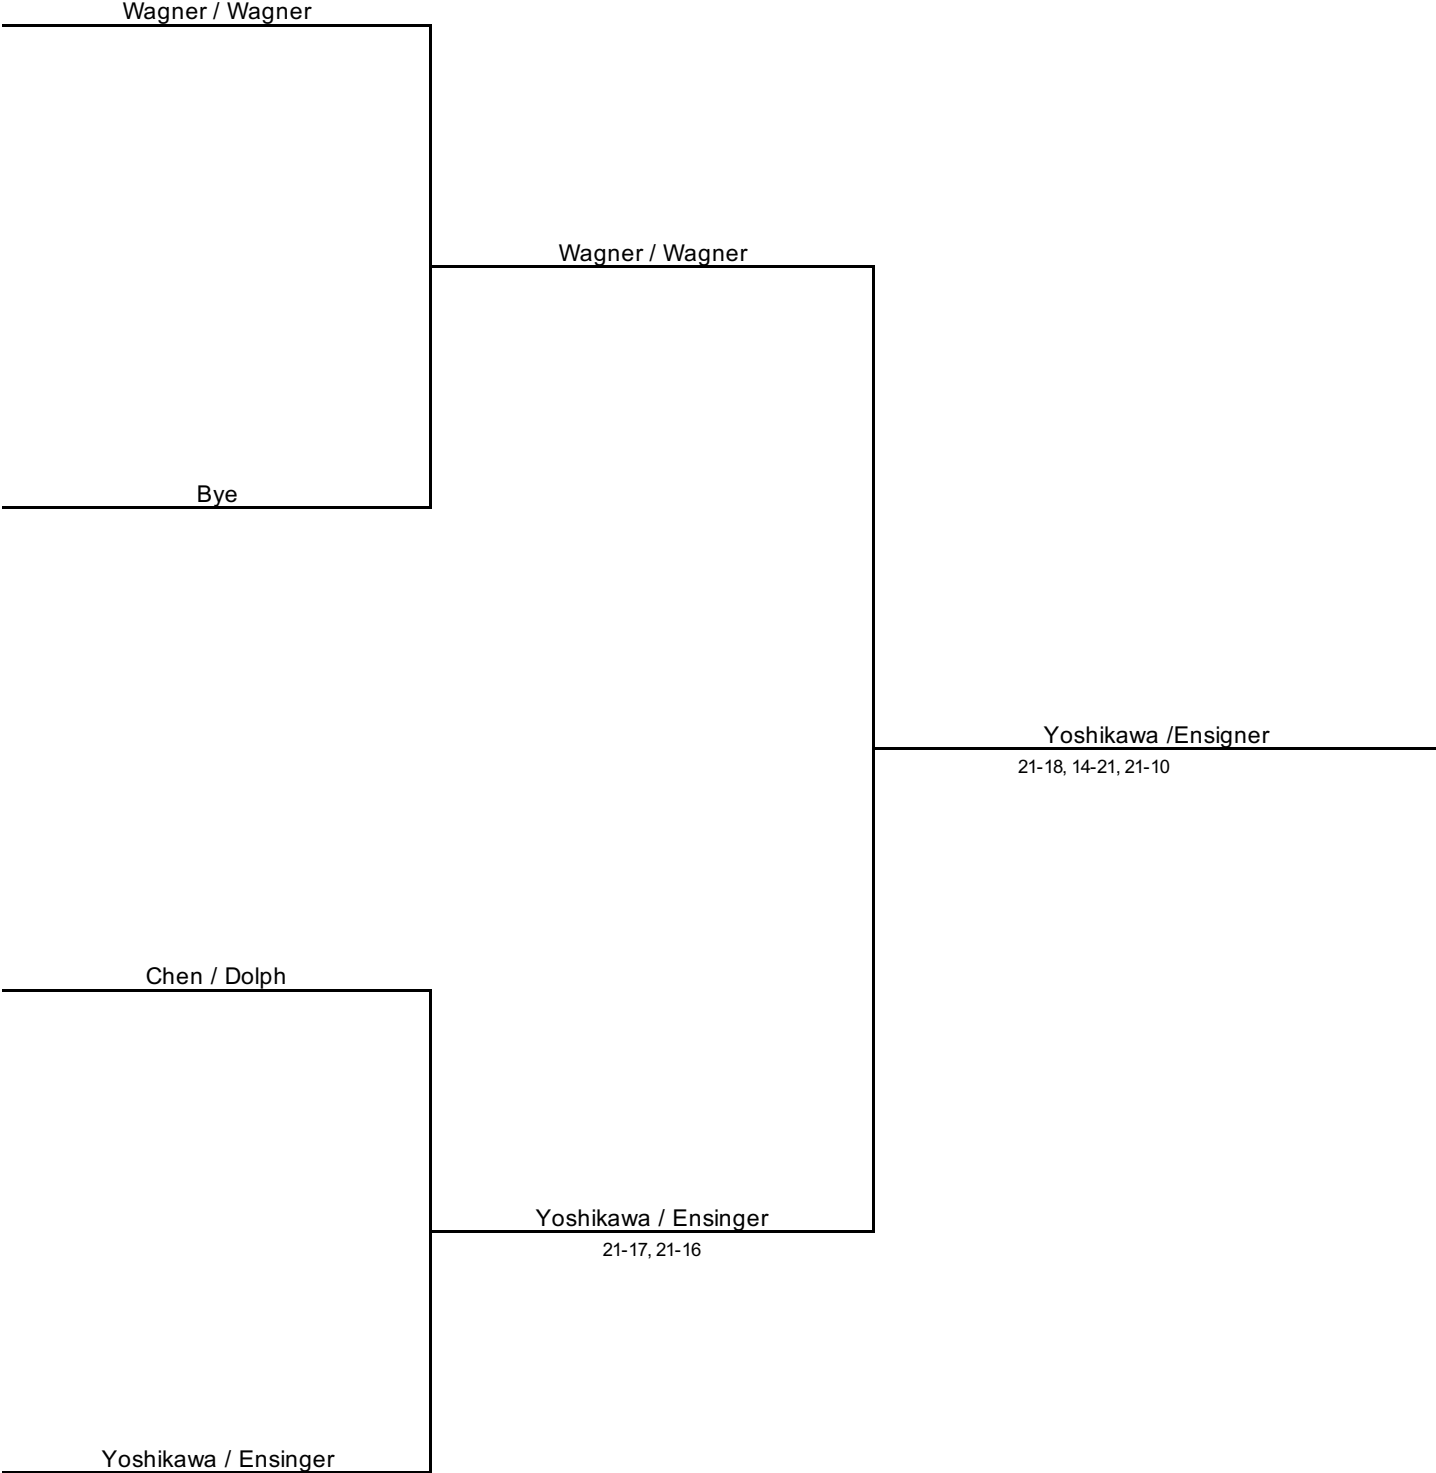 Wagner / Wagner
Wagner / Wagner
Bye
Yoshikawa /Ensigner
21-18, 14-21, 21-10
Chen / Dolph
Yoshikawa / Ensinger
21-17, 21-16
Yoshikawa / Ensinger